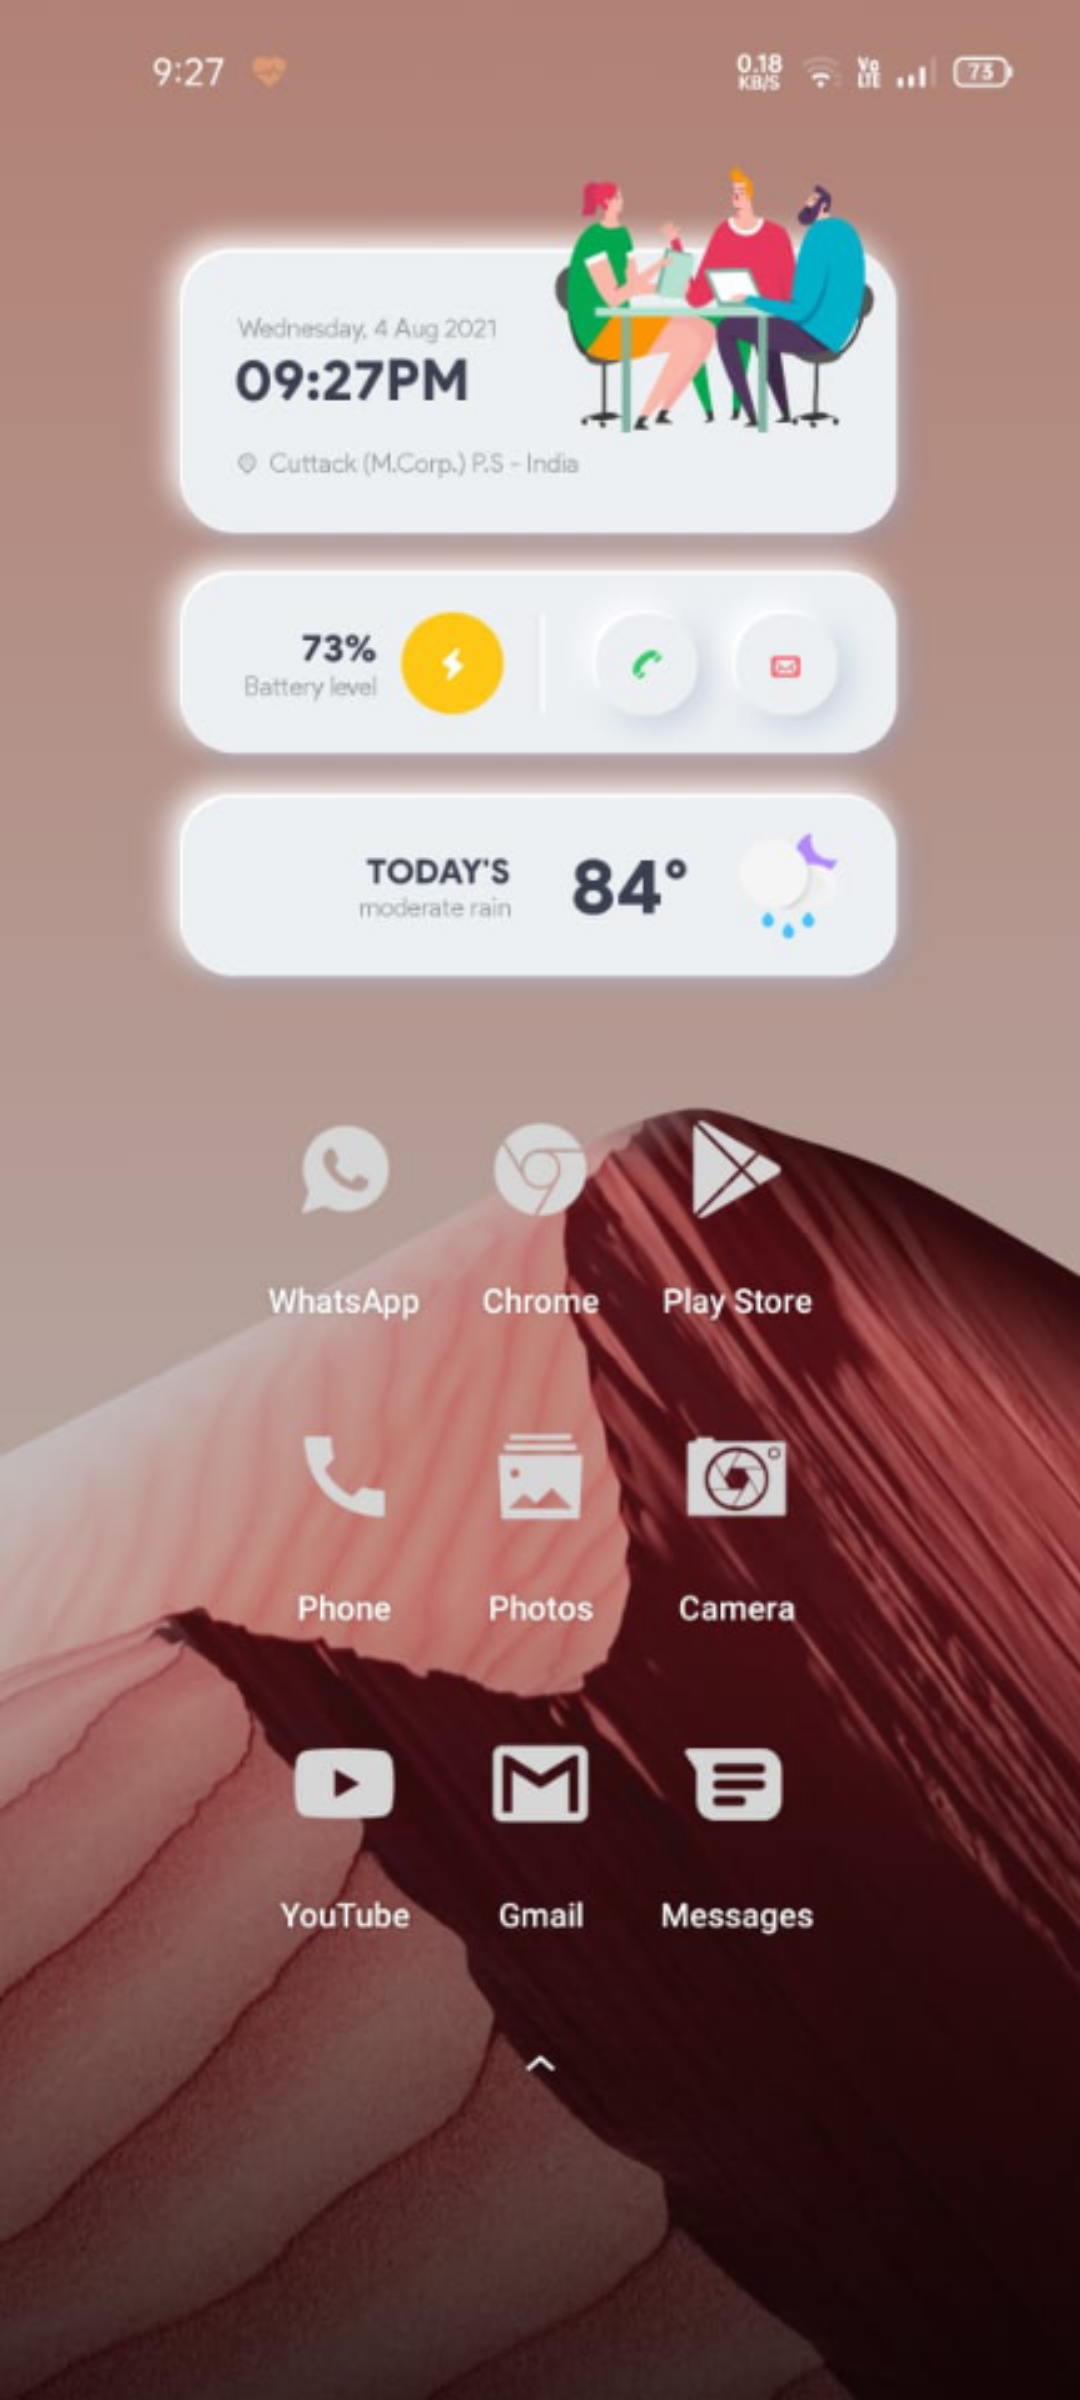 9:27
0.18
KB/S
Vo
LTE
73
Wednesday, 4 Aug 2021
09:27PM
Cuttack (M.Corp.) P.S - India
73%
Battery level
TODAY'S
moderate rain
84°
WhatsApp Chrome Play Store
Phone Photos Camera
YouTube Gmail Messages